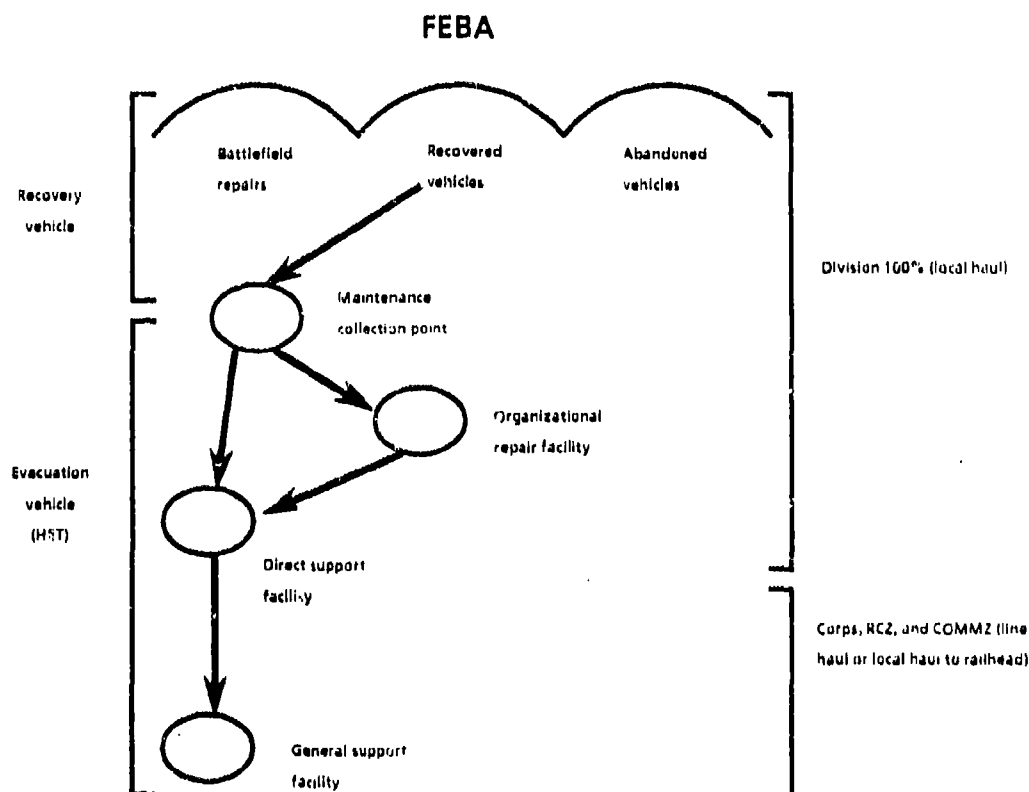 FEBA
Battlefield
repairs
Recovered
vehicles
Abandoned
vehicles
Recovery
vehicle
Division 100% (local haul)
Maintenance
collection point
Organizational
repair facility
Evacuation
vehicle
(HST)
Direct support
facility
Corps, RCZ, and COMMZ (line
haul or local haul to railhead)
General support
facility